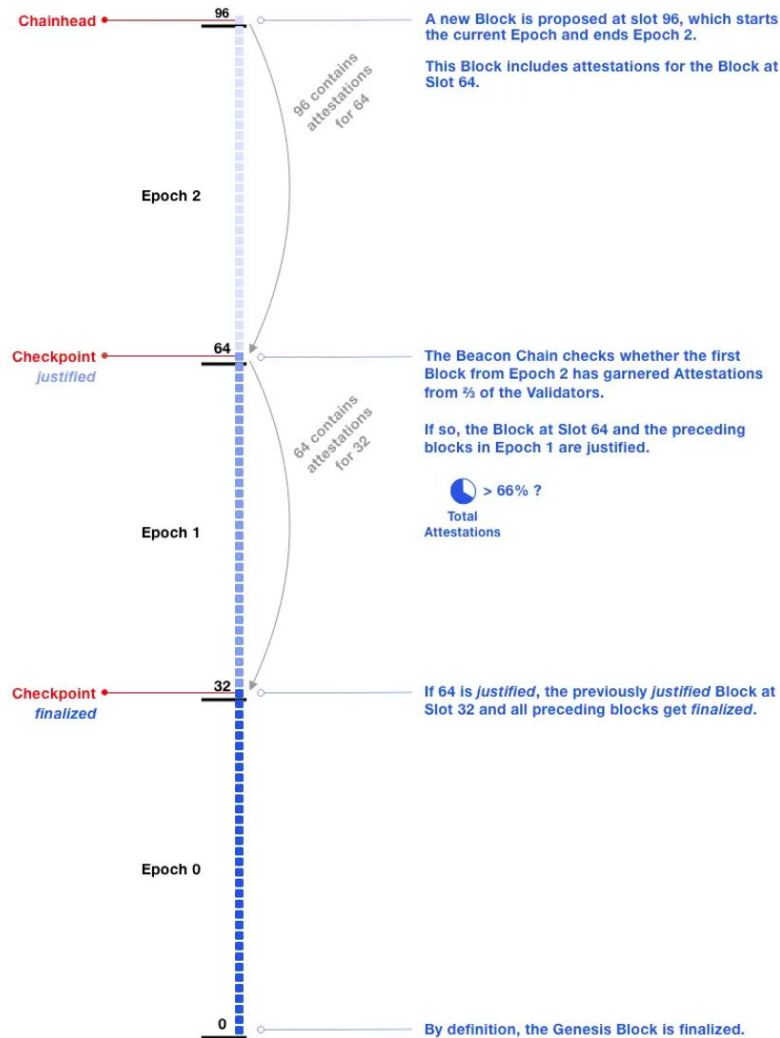 Chainhead
96
A new Block is proposed at slot 96, which starts
the current Epoch and ends Epoch 2.
This Block includes attestations for the Block at
Slot 64.
96 contains
attestations
for 64
Epoch 2
Checkpoint
justified
64
The Beacon Chain checks whether the first
Block from Epoch 2 has garnered Attestations
from ⅔ of the Validators.
If so, the Block at Slot 64 and the preceding
blocks in Epoch 1 are justified.
> 66% ?
Total
Attestations
64 contains
attestations
for 32
Epoch 1
Checkpoint
finalized
32
If 64 is justified, the previously justified Block at
Slot 32 and all preceding blocks get finalized.
Epoch 0
0
By definition, the Genesis Block is finalized.